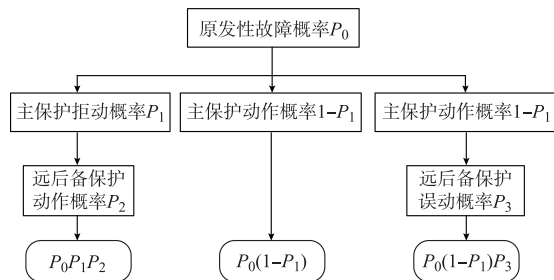 原发性故障概率P₀
主保护拒动概率P₁
主保护动作概率1−P₁
主保护动作概率1−P₁
远后备保护
动作概率P₂
远后备保护
误动概率P₃
P₀P₁P₂
P₀(1−P₁)
P₀(1−P₁)P₃